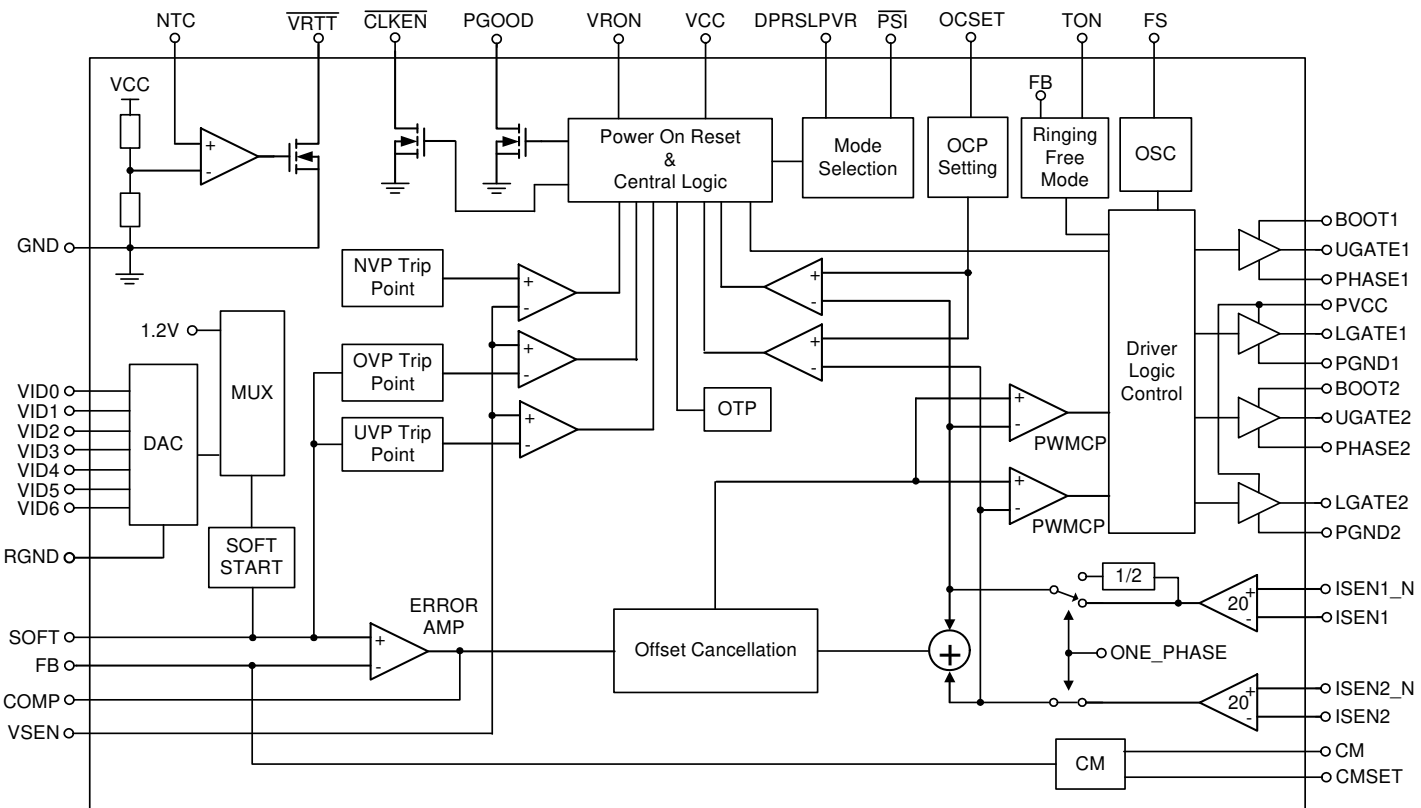 NTC
VRTT
CLKEN
PGOOD
VRON
VCC
DPRSLPVR
PSI
OCSET
TON
FS
VCC
FB
+
-
Power On Reset
&
Central Logic
Mode
Selection
OCP
Setting
Ringing
Free
Mode
OSC
GND
NVP Trip
Point
+
-
+
-
BOOT1
UGATE1
PHASE1
PVCC
LGATE1
PGND1
BOOT2
UGATE2
PHASE2
LGATE2
PGND2
1.2V
MUX
OVP Trip
Point
+
-
+
-
Driver
Logic
Control
VID0
VID1
VID2
VID3
VID4
VID5
VID6
DAC
UVP Trip
Point
+
-
OTP
+
-
PWMCP
+
-
PWMCP
RGND
SOFT
START
1/2
20
+
-
ISEN1_N
ISEN1
SOFT
FB
COMP
VSEN
ERROR
AMP
+
-
Offset Cancellation
+
ONE_PHASE
20
+
-
ISEN2_N
ISEN2
CM
CM
CMSET